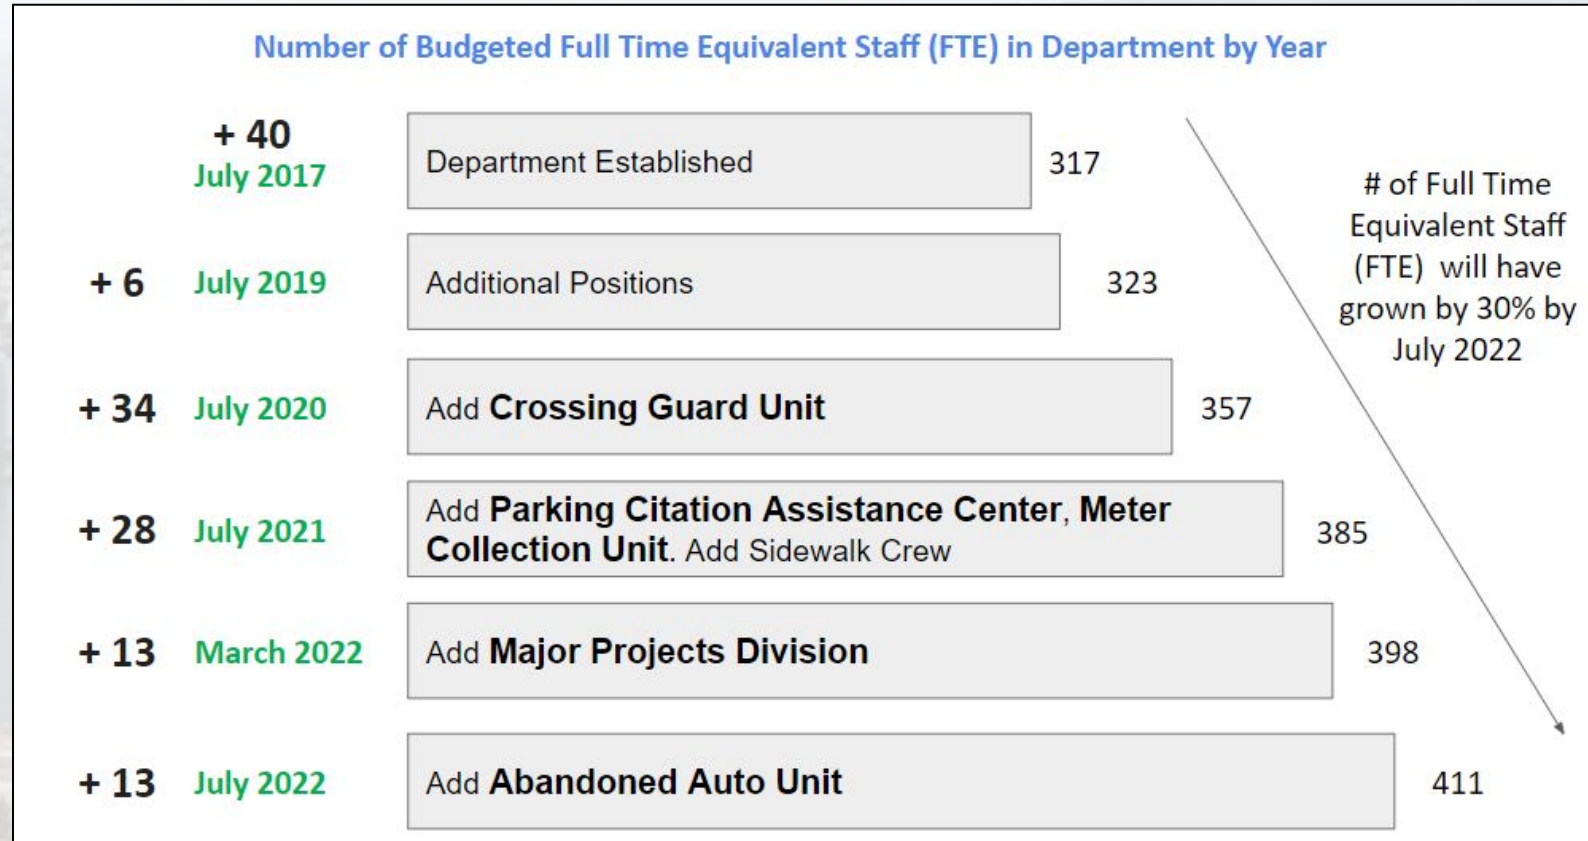 Number of Budgeted Full Time Equivalent Staff (FTE) in Department by Year
+ 40
July 2017
Department Established
317
+ 6
July 2019
Additional Positions
323
+ 34
July 2020
Add Crossing Guard Unit
357
+ 28
July 2021
Add Parking Citation Assistance Center, Meter
Collection Unit. Add Sidewalk Crew
385
+ 13
March 2022
Add Major Projects Division
398
+ 13
July 2022
Add Abandoned Auto Unit
411
# of Full Time
Equivalent Staff
(FTE) will have
grown by 30% by
July 2022